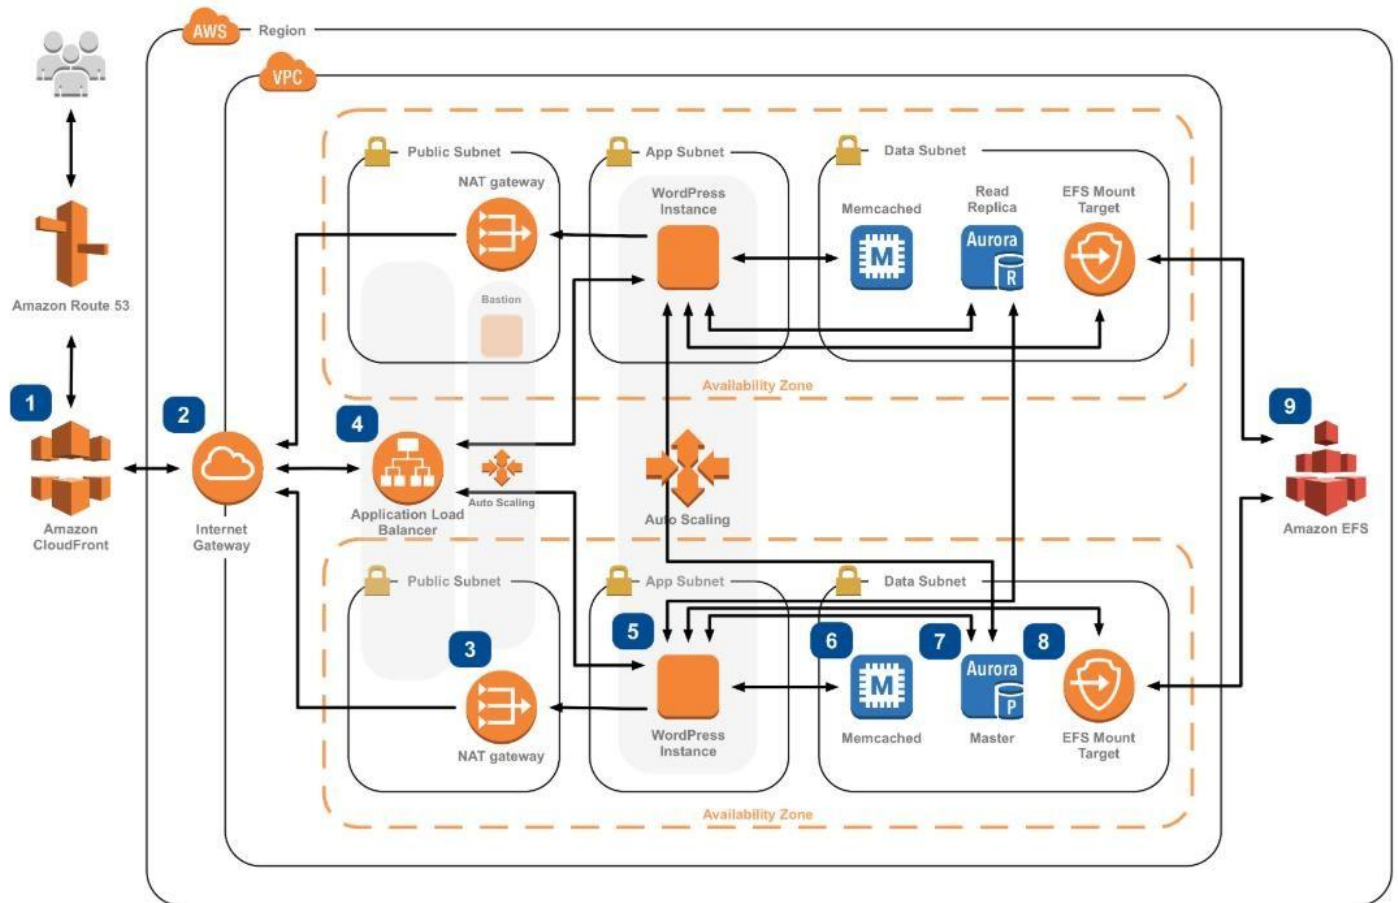 AWS
Region
VPC
Public Subnet
App Subnet
Data Subnet
NAT gateway
WordPress
Instance
Memcached
Read
Replica
EFS Mount
Target
M
Aurora
R
Bastion
Amazon Route 53
Availability Zone
1
2
4
9
Auto Scaling
Auto Scaling
Application Load
Balancer
Amazon
CloudFront
Internet
Gateway
Amazon EFS
Public Subnet
App Subnet
Data Subnet
3
5
6
7
8
M
Aurora
P
NAT gateway
WordPress
Instance
Memcached
Master
EFS Mount
Target
Availability Zone